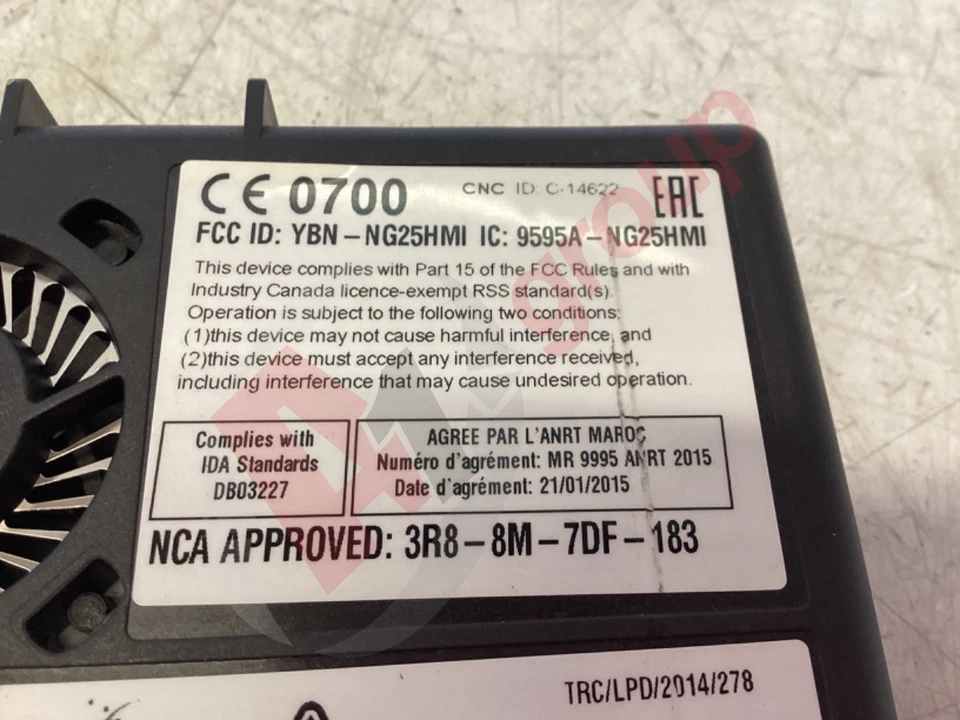 CE 0700 CNC ID: C-14622 EAC
FCC ID: YBN-NG25HMI IC: 9595A-NG25HMI
This device complies with Part 15 of the FCC Rules and with
Industry Canada licence-exempt RSS standard(s).
Operation is subject to the following two conditions:
(1)this device may not cause harmful interference, and
(2)this device must accept any interference received,
including interference that may cause undesired operation.
Complies with
IDA Standards
DB03227
AGREE PAR L'ANRT MAROC
Numéro d'agrément: MR 9995 ANRT 2015
Date d'agrément: 21/01/2015
NCA APPROVED: 3R8-8M-7DF-183
TRC/LPD/2014/278
group